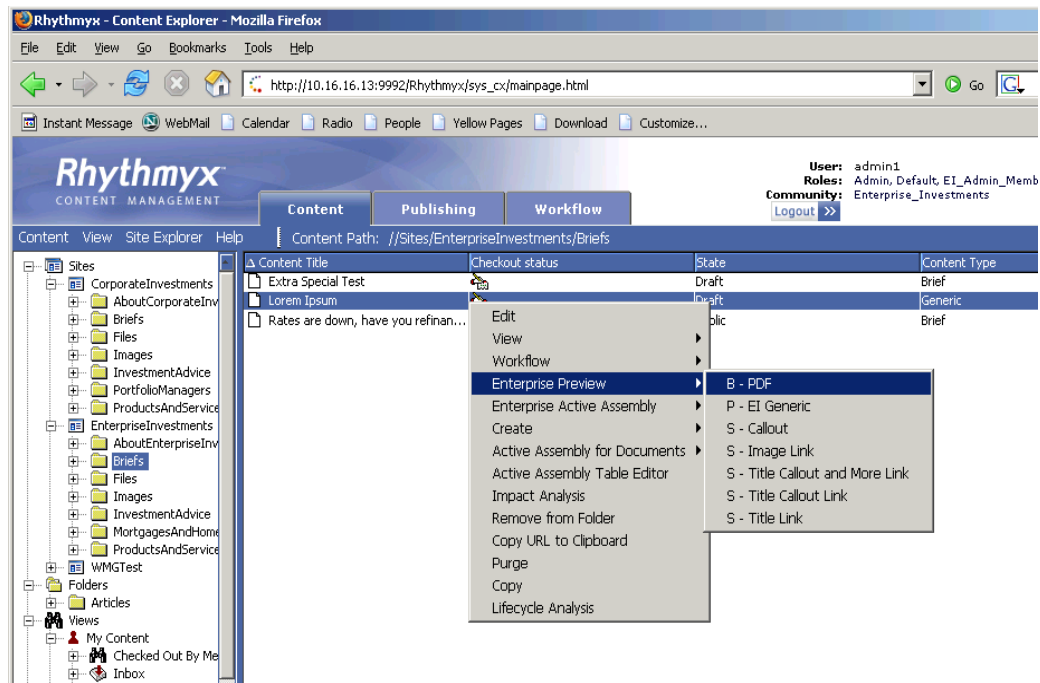 Rhythmyx - Content Explorer - Mozilla Firefox
File Edit View Go Bookmarks Tools Help
http://10.16.16.13:9992/Rhythmyx/sys_cx/mainpage.html Go G
Instant Message WebMail Calendar Radio People Yellow Pages Download Customize...
Rhythmyx
CONTENT MANAGEMENT
User: admin1
Roles: Admin, Default, EI_Admin_Memb
Community: Enterprise_Investments
Logout >>
Content Publishing Workflow
Content View Site Explorer Help Content Path: //Sites/EnterpriseInvestments/Briefs
Sites
CorporateInvestments
AboutCorporateInv
Briefs
Files
Images
InvestmentAdvice
PortfolioManagers
ProductsAndService
EnterpriseInvestments
AboutEnterpriseInv
Briefs
Files
Images
InvestmentAdvice
MortgagesAndHome
ProductsAndService
WMGTest
Folders
Articles
Views
My Content
Checked Out By Me
Inbox
Content Title Checkout status State Content Type
Extra Special Test Draft Brief
Lorem Ipsum Draft Generic
Rates are down, have you refinan... blic Brief
Edit
View
Workflow
Enterprise Preview
Enterprise Active Assembly
Create
Active Assembly for Documents
Active Assembly Table Editor
Impact Analysis
Remove from Folder
Copy URL to Clipboard
Purge
Copy
Lifecycle Analysis
B - PDF
P - EI Generic
S - Callout
S - Image Link
S - Title Callout and More Link
S - Title Callout Link
S - Title Link